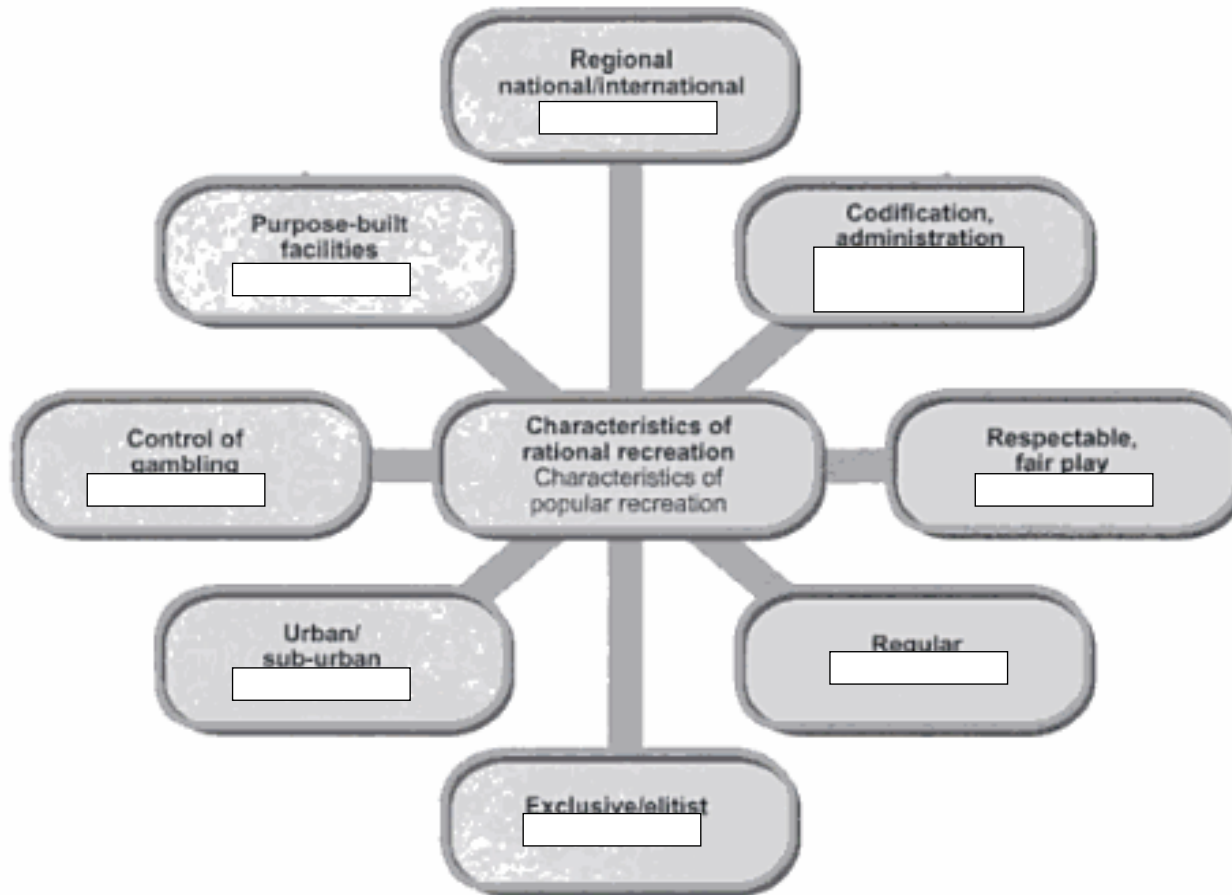 Regional
national/international
Purpose-built
facilities
Codification,
administration
Control of
gambling
Characteristics of
rational recreation
Characteristics of
popular recreation
Respectable,
fair play
Urban/
sub-urban
Regular
Exclusive/elitist